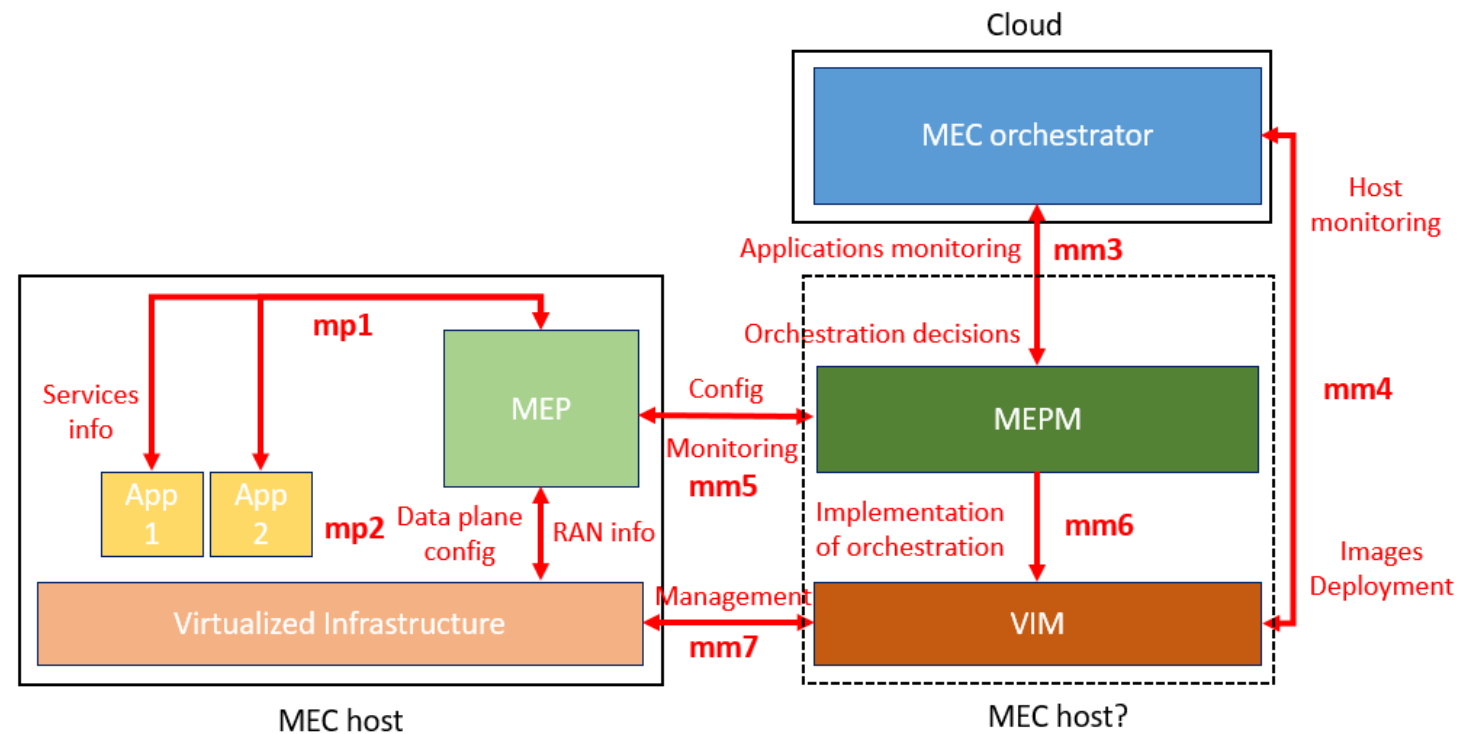 Cloud
MEC orchestrator
Host
monitoring
Applications monitoring
mm3
mp1
Orchestration decisions
Services
info
MEP
Config
MEPM
mm4
Monitoring
mm5
App
1
App
2
mp2
Data plane
config
RAN info
Implementation
of orchestration
mm6
Images
Deployment
Management
Virtualized Infrastructure
VIM
mm7
MEC host
MEC host?